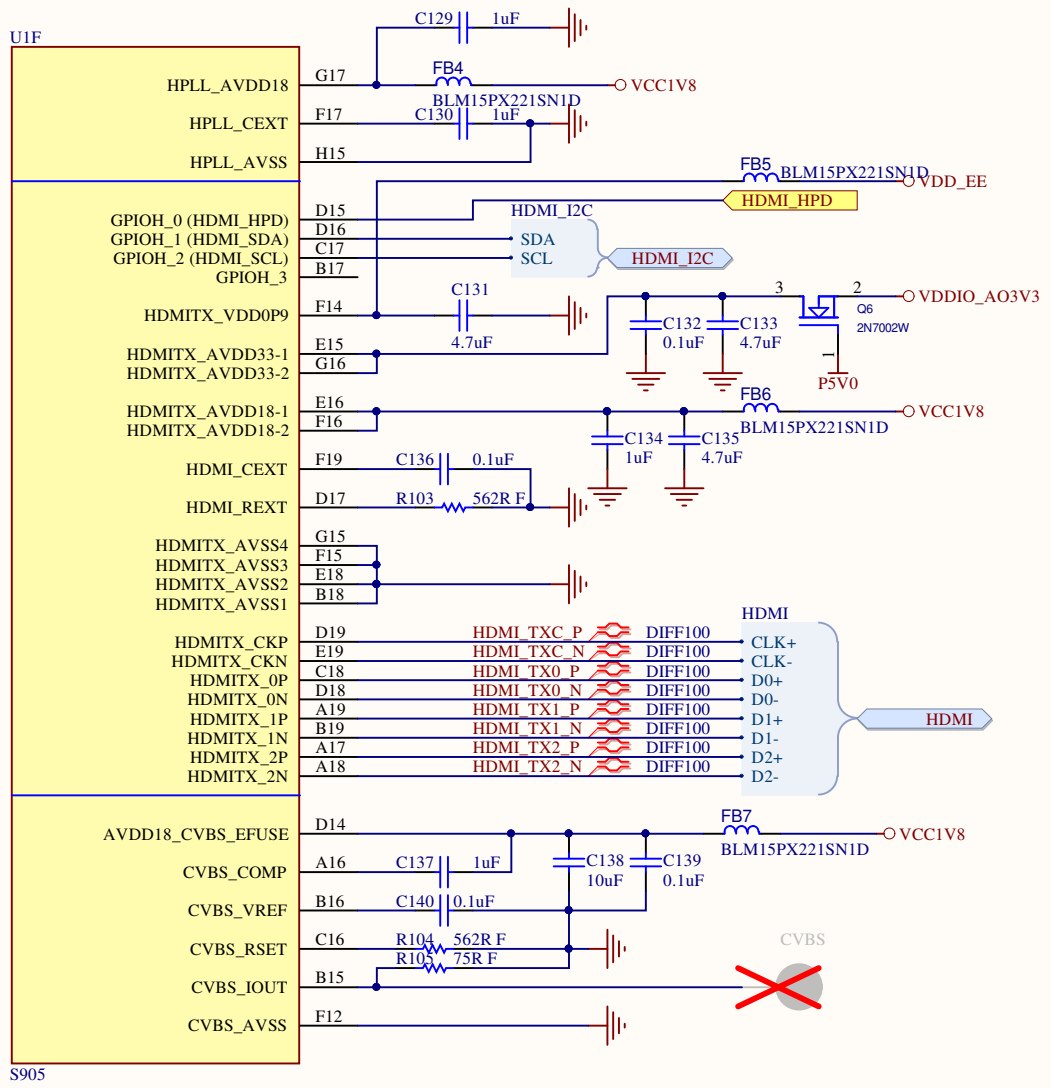 C129 1uF
U1F
HPLL_AVDD18 G17 FB4 VCC1V8
BLM15PX221SN1D
HPLL_CEXT F17 C130 1uF
HPLL_AVSS H15
FB5 BLM15PX221SN1D VDD_EE
HDMI_HPD
GPIOH_0 (HDMI_HPD) D15 HDMI_I2C
GPIOH_1 (HDMI_SDA) D16 SDA
GPIOH_2 (HDMI_SCL) C17 SCL HDMI_I2C
GPIOH_3 B17
C131 3 2 VDDIO_AO3V3
HDMITX_VDD0P9 F14 Q6
C132 C133 2N7002W
4.7uF 0.1uF 4.7uF
HDMITX_AVDD33-1 E15 1
HDMITX_AVDD33-2 G16
P5V0
HDMITX_AVDD18-1 E16 FB6 VCC1V8
HDMITX_AVDD18-2 F16 BLM15PX221SN1D
C134 C135
1uF 4.7uF
HDMI_CEXT F19 C136 0.1uF
HDMI_REXT D17 R103 562R F
HDMITX_AVSS4 G15
HDMITX_AVSS3 F15
HDMITX_AVSS2 E18
HDMITX_AVSS1 B18
HDMI
HDMITX_CKP D19 HDMI_TXC_P DIFF100 CLK+
HDMITX_CKN E19 HDMI_TXC_N DIFF100 CLK-
HDMITX_0P C18 HDMI_TX0_P DIFF100 D0+
HDMITX_0N D18 HDMI_TX0_N DIFF100 D0-
HDMITX_1P A19 HDMI_TX1_P DIFF100 D1+ HDMI
HDMITX_1N B19 HDMI_TX1_N DIFF100 D1-
HDMITX_2P A17 HDMI_TX2_P DIFF100 D2+
HDMITX_2N A18 HDMI_TX2_N DIFF100 D2-
AVDD18_CVBS_EFUSE D14 FB7 VCC1V8
BLM15PX221SN1D
CVBS_COMP A16 C137 1uF C138 C139
10uF 0.1uF
CVBS_VREF B16 C140 0.1uF
CVBS_RSET C16 R104 562R F CVBS
R105 75R F
CVBS_IOUT B15
CVBS_AVSS F12
S905